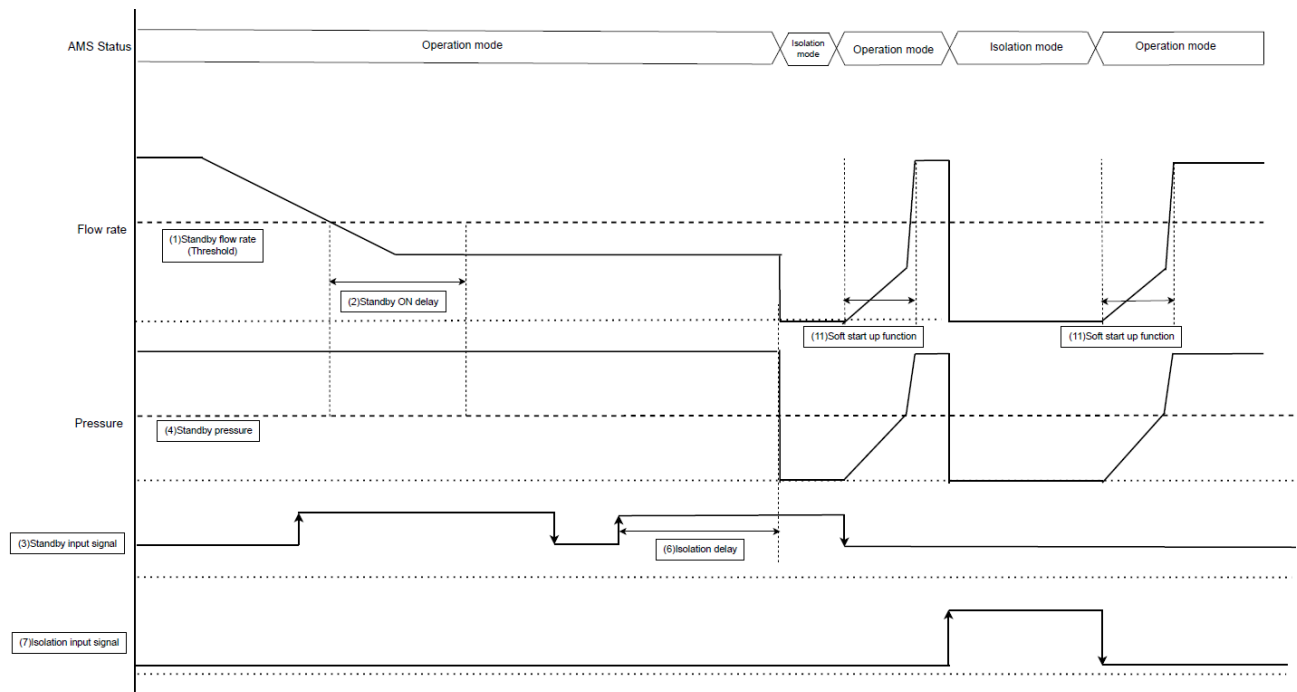 AMS Status
Operation mode
Isolation
mode
Operation mode
Isolation mode
Operation mode
Flow rate
(1)Standby flow rate
(Threshold)
(2)Standby ON delay
(11)Soft start up function
(11)Soft start up function
Pressure
(4)Standby pressure
(3)Standby input signal
(6)Isolation delay
(7)Isolation input signal